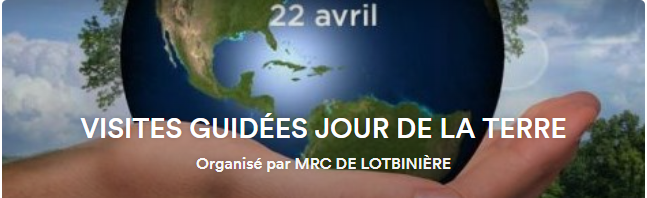 22 avril
VISITES GUIDÉES JOUR DE LA TERRE
Organisé par MRC DE LOTBINIÈRE